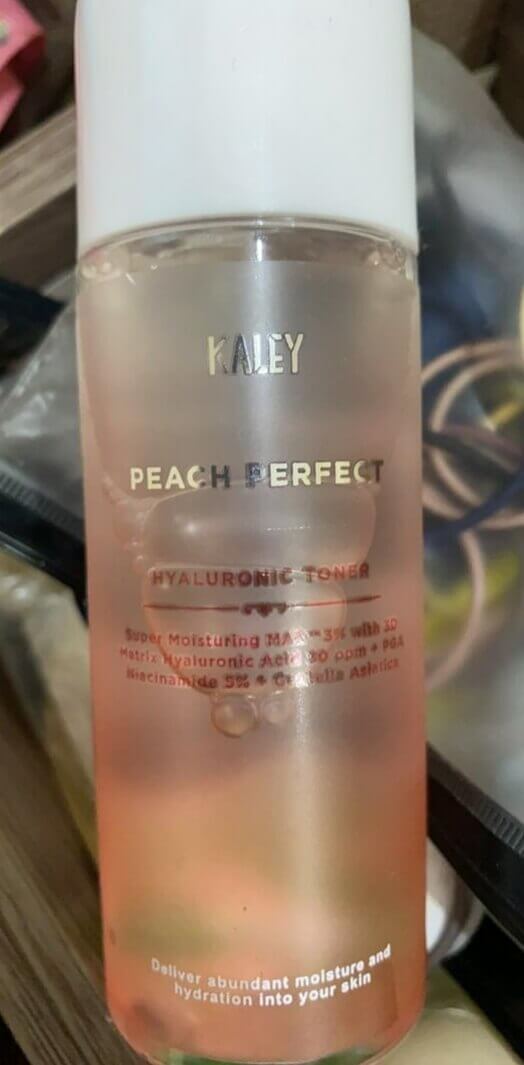 KALEY
PEACH PERFECT
HYALURONIC TONER
Super Moisturing MAX™ 3% with 3D
Matrix Hyaluronic Acid 30 ppm + PGA
Niacinamide 5% + Centella Asiatica
Deliver abundant moisture and
hydration into your skin